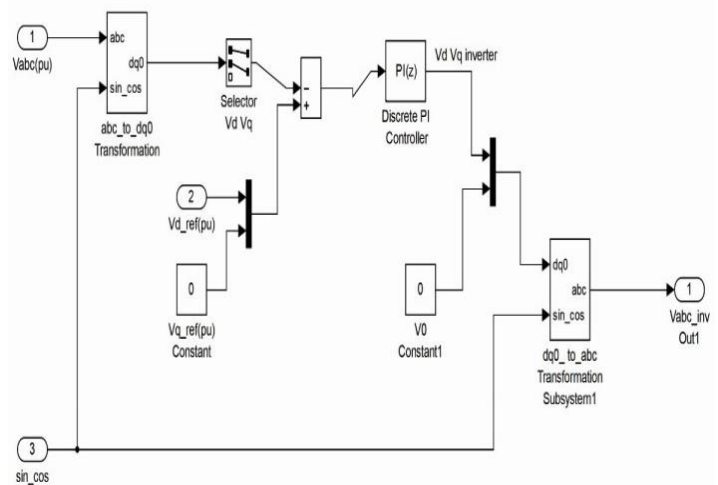 1
Vabc(pu)
abc
dq0
sin_cos
abc_to_dq0
Transformation
Selector
Vd Vq
−
+
PI(z)
Discrete PI
Controller
Vd Vq inverter
2
Vd_ref(pu)
0
Vq_ref(pu)
Constant
0
V0
Constant1
dq0
abc
sin_cos
dq0_ to_abc
Transformation
Subsystem1
1
Vabc_inv
Out1
3
sin_cos